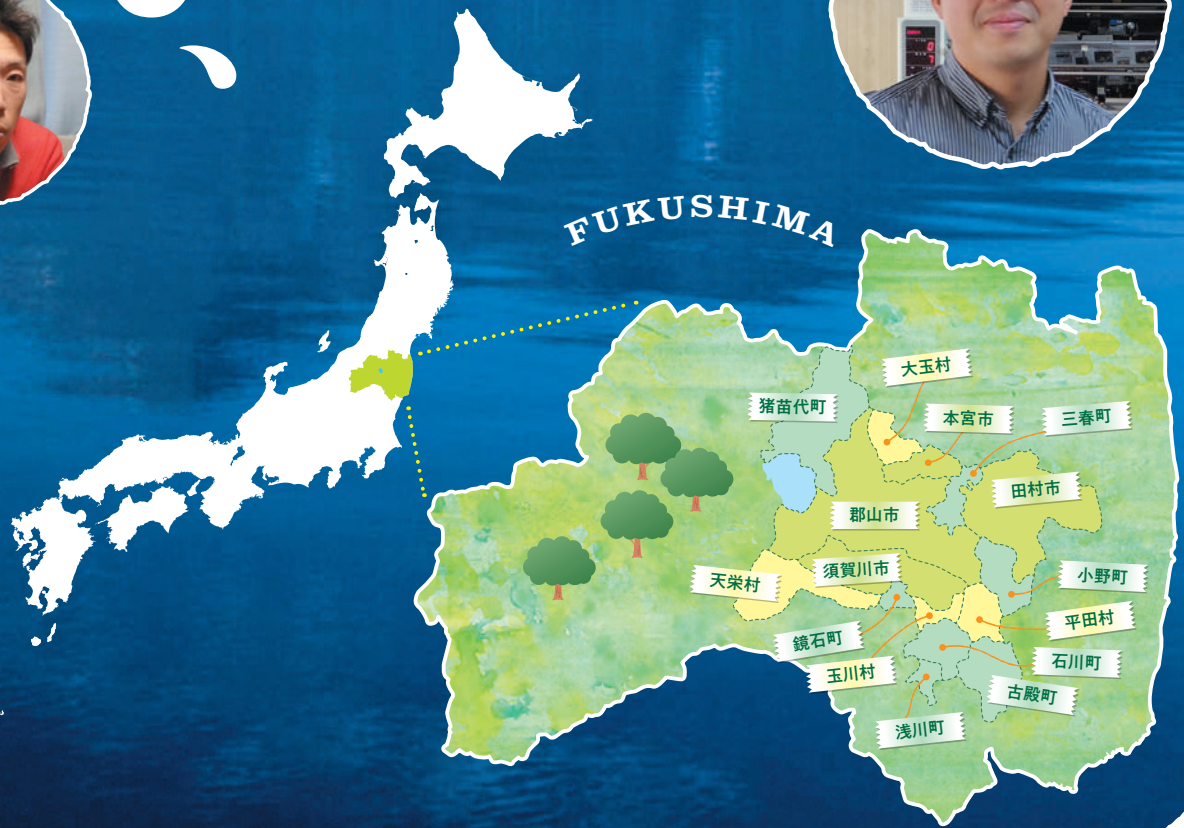 FUKUSHIMA
大玉村
猪苗代町
本宮市
三春町
田村市
郡山市
須賀川市
天栄村
小野町
平田村
鏡石町
玉川村
石川町
古殿町
浅川町